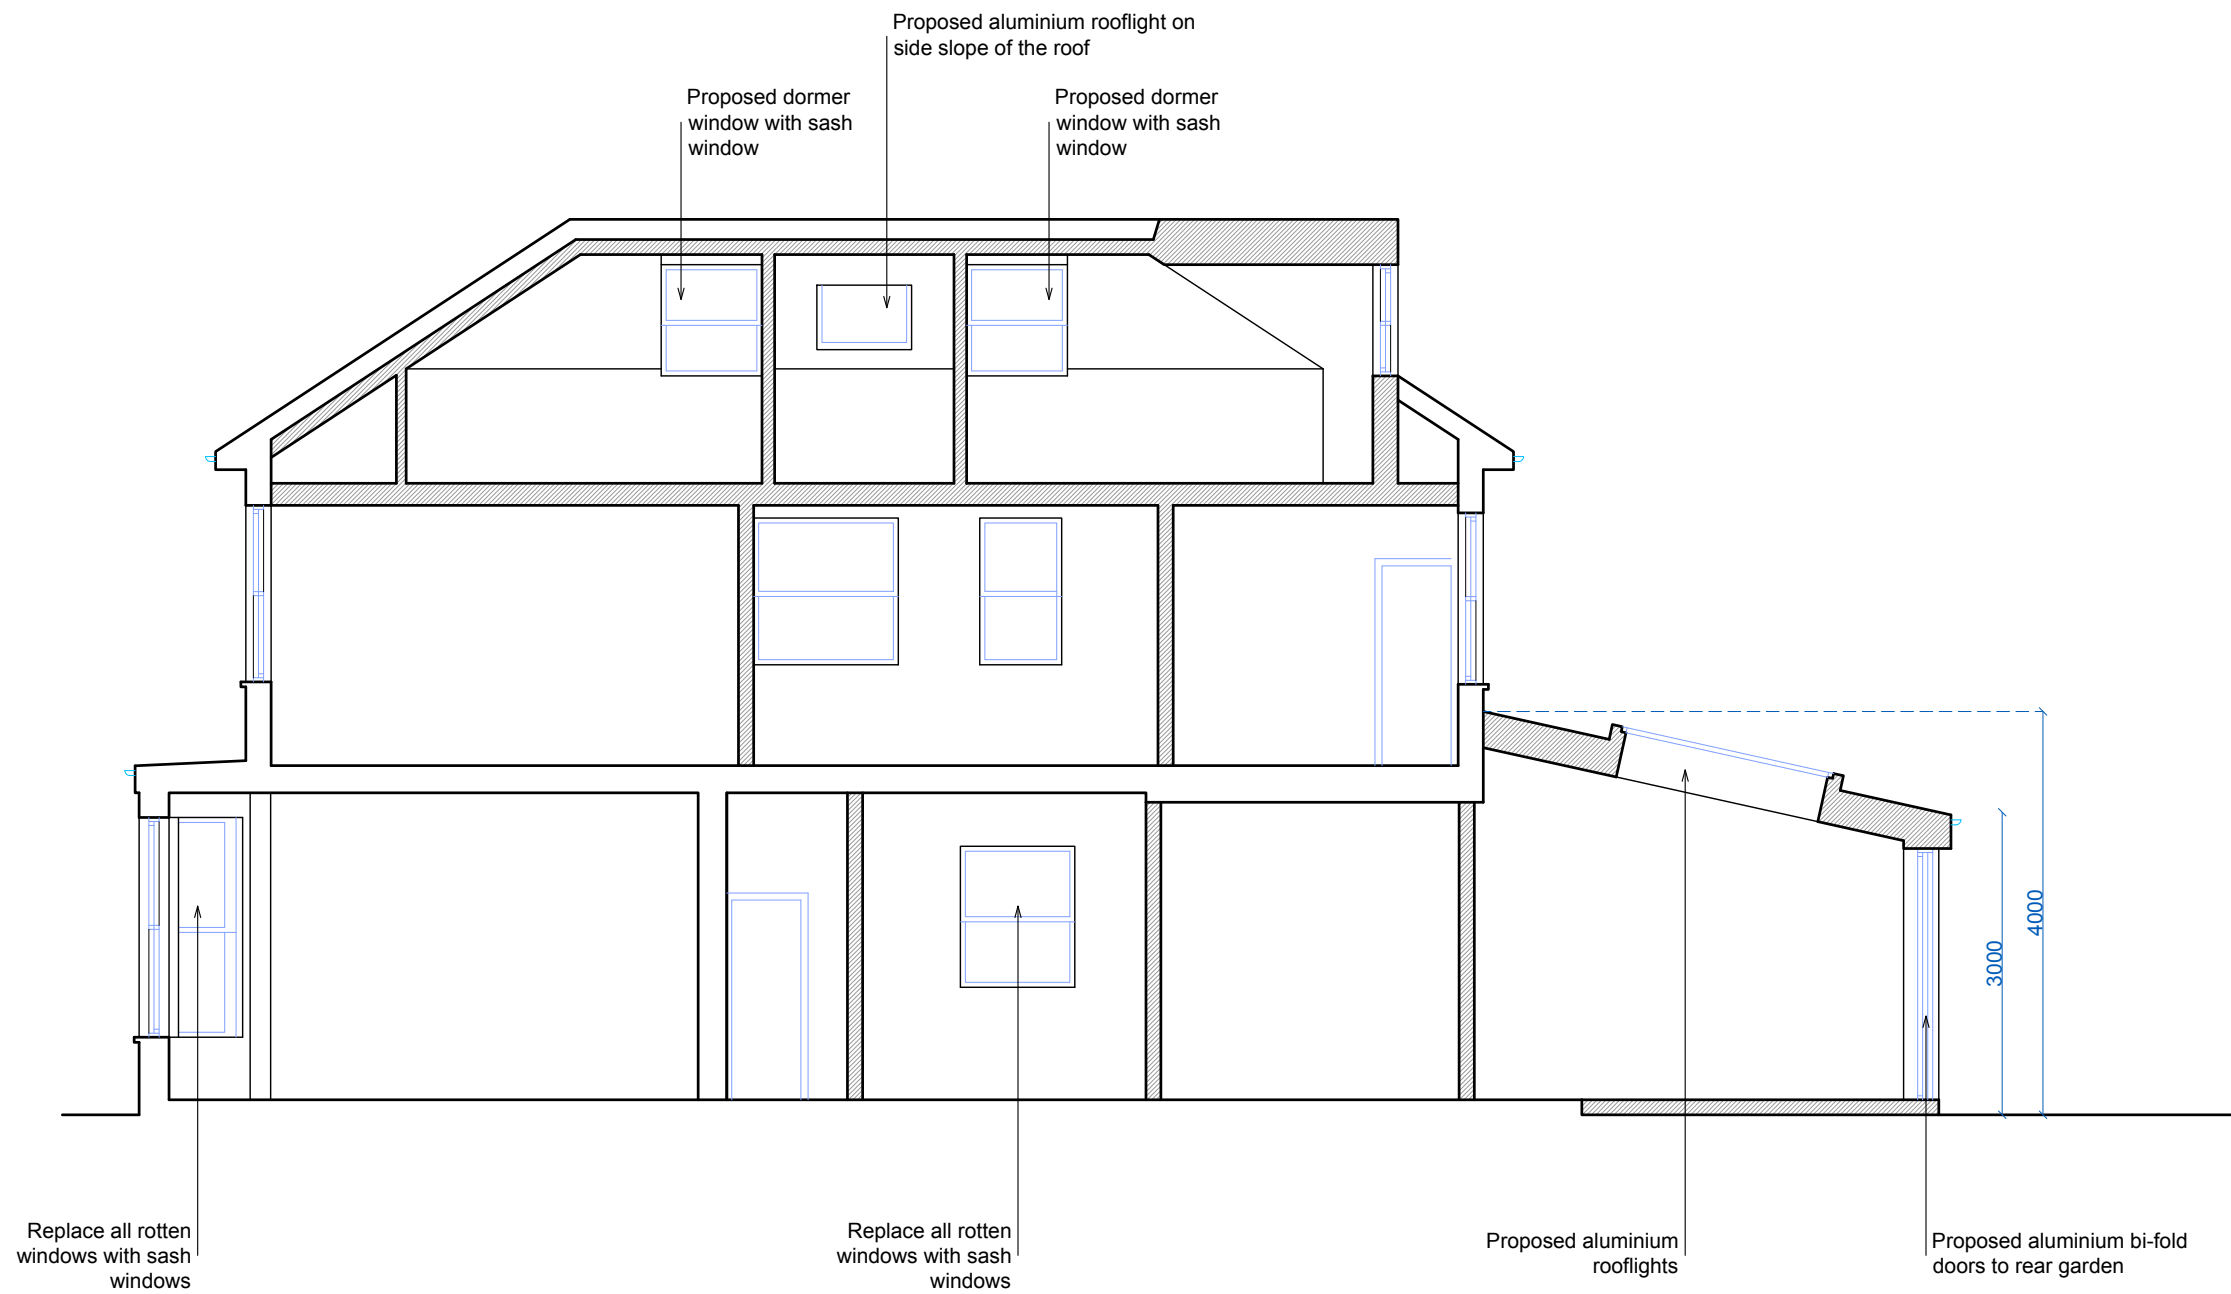 Proposed aluminium rooflight on
side slope of the roof
Proposed dormer
window with sash
window
Proposed dormer
window with sash
window
4000
3000
Replace all rotten
windows with sash
windows
Replace all rotten
windows with sash
windows
Proposed aluminium
rooflights
Proposed aluminium bi-fold
doors to rear garden